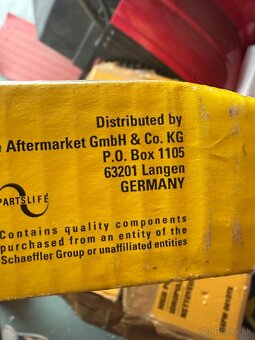 Distributed by
e Aftermarket GmbH & Co. KG
P.O. Box 1105
63201 Langen
GERMANY
PARTSLIFE
Contains quality components
purchased from an entity of the
Schaeffler Group or unaffiliated entities